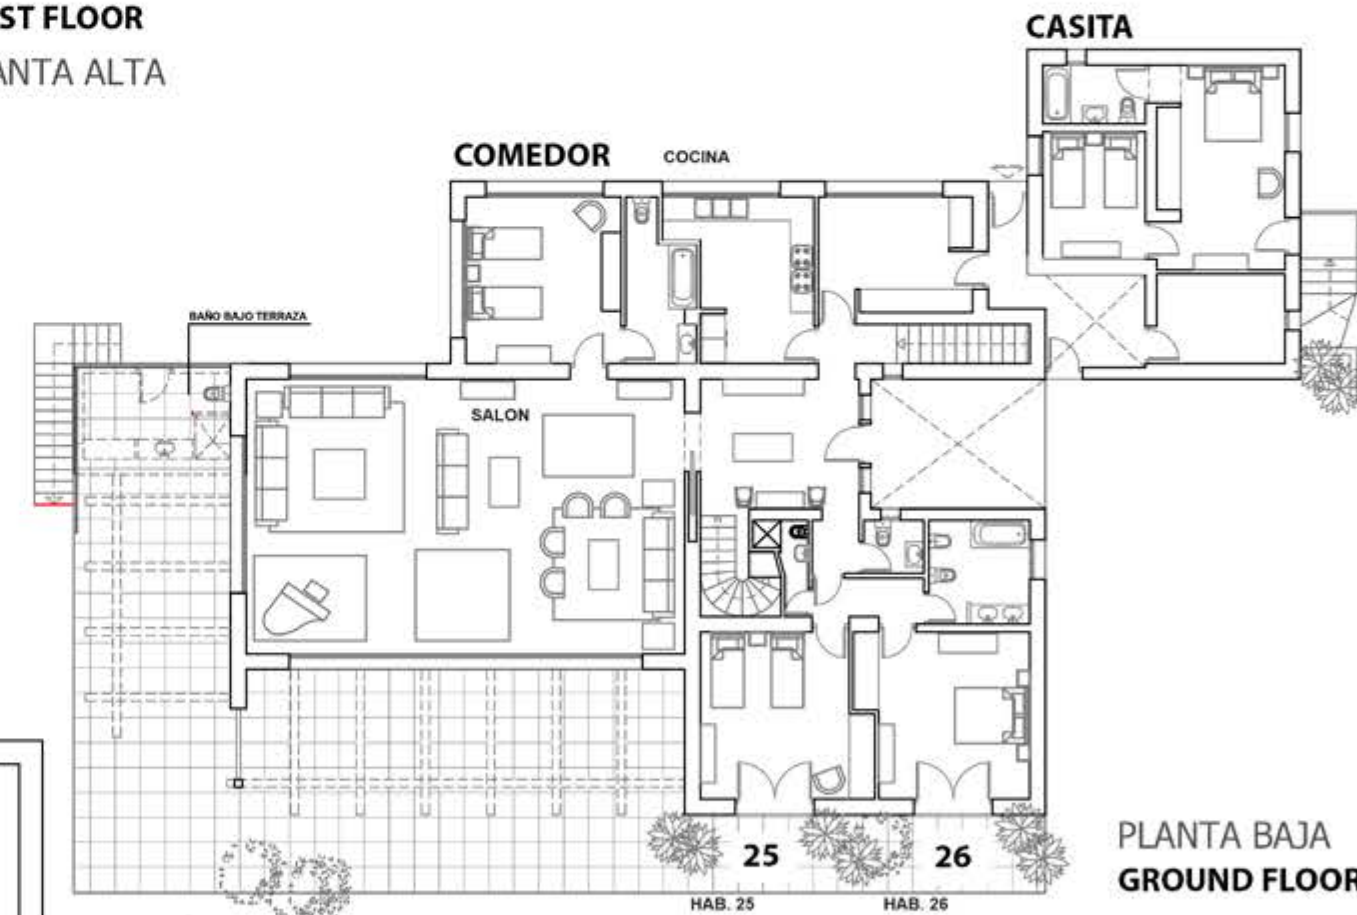 ST FLOOR
ANTA ALTA
CASITA
COMEDOR
COCINA
BAÑO BAJO TERRAZA
SALON
25
26
HAB. 25
HAB. 26
PLANTA BAJA
GROUND FLOOR